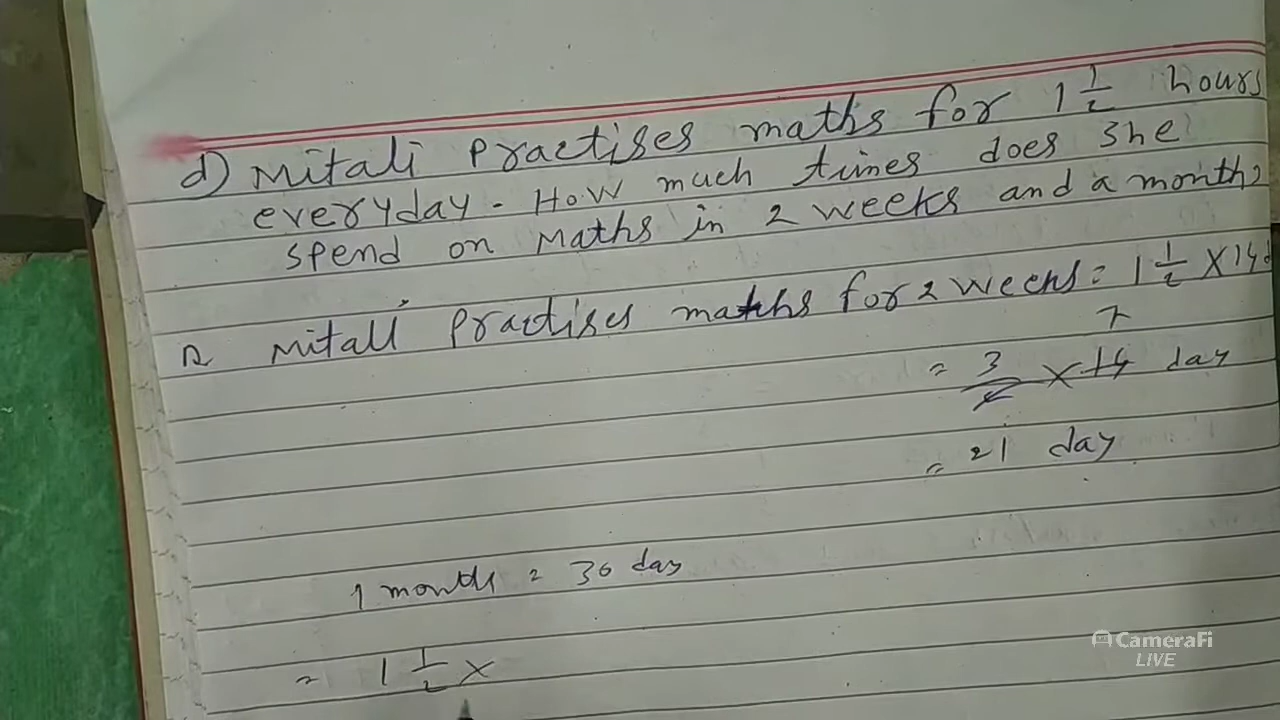 d) Mitali Practises maths for 1 1/2 hours
everyday. How much times does she
spend on Maths in 2 weeks and a month?
Mitali Practises maths for 2 weeks = 1 1/2 X 14 d
7
= 3/2 X 14 day
= 21 day
1 month = 30 day
= 1 1/2 X
CameraFi
LIVE